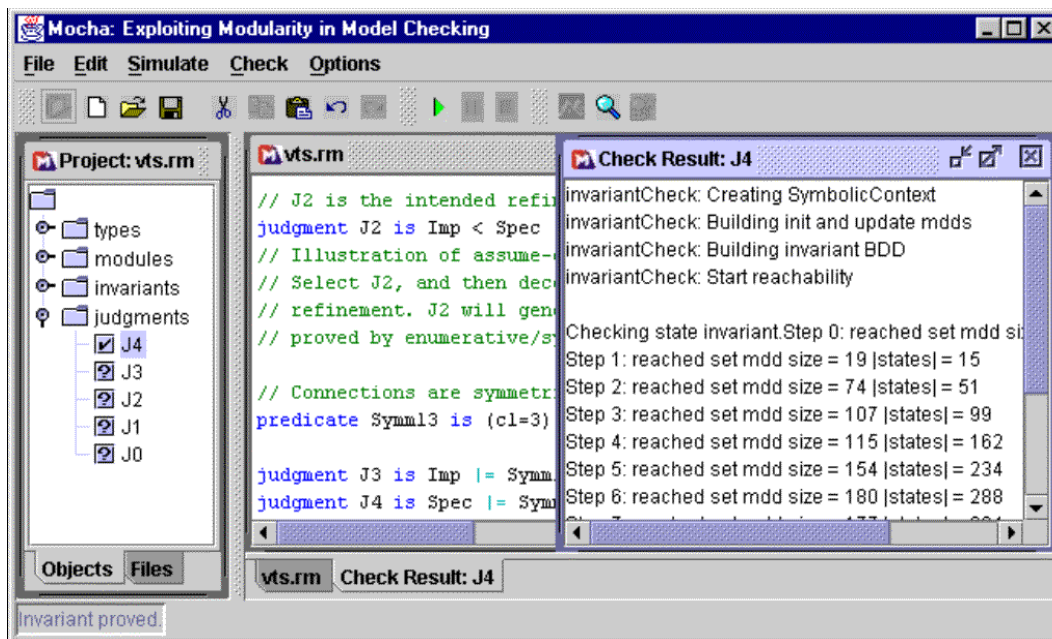 Mocha: Exploiting Modularity in Model Checking
File Edit Simulate Check Options
Project: vts.rm
types
modules
invariants
judgments
J4
J3
J2
J1
J0
Objects Files
vts.rm
// J2 is the intended refi
judgment J2 is Imp < Spec
// Illustration of assume-
// Select J2, and then dec
// refinement. J2 will gen
// proved by enumerative/s
// Connections are symmetr
predicate Symml3 is (cl=3)
judgment J3 is Imp |= Symm
judgment J4 is Spec |= Sym
Check Result: J4
invariantCheck: Creating SymbolicContext
invariantCheck: Building init and update mdds
invariantCheck: Building invariant BDD
invariantCheck: Start reachability
Checking state invariant.Step 0: reached set mdd si
Step 1: reached set mdd size = 19 |states| = 15
Step 2: reached set mdd size = 74 |states| = 51
Step 3: reached set mdd size = 107 |states| = 99
Step 4: reached set mdd size = 115 |states| = 162
Step 5: reached set mdd size = 154 |states| = 234
Step 6: reached set mdd size = 180 |states| = 288
vts.rm Check Result: J4
Invariant proved.